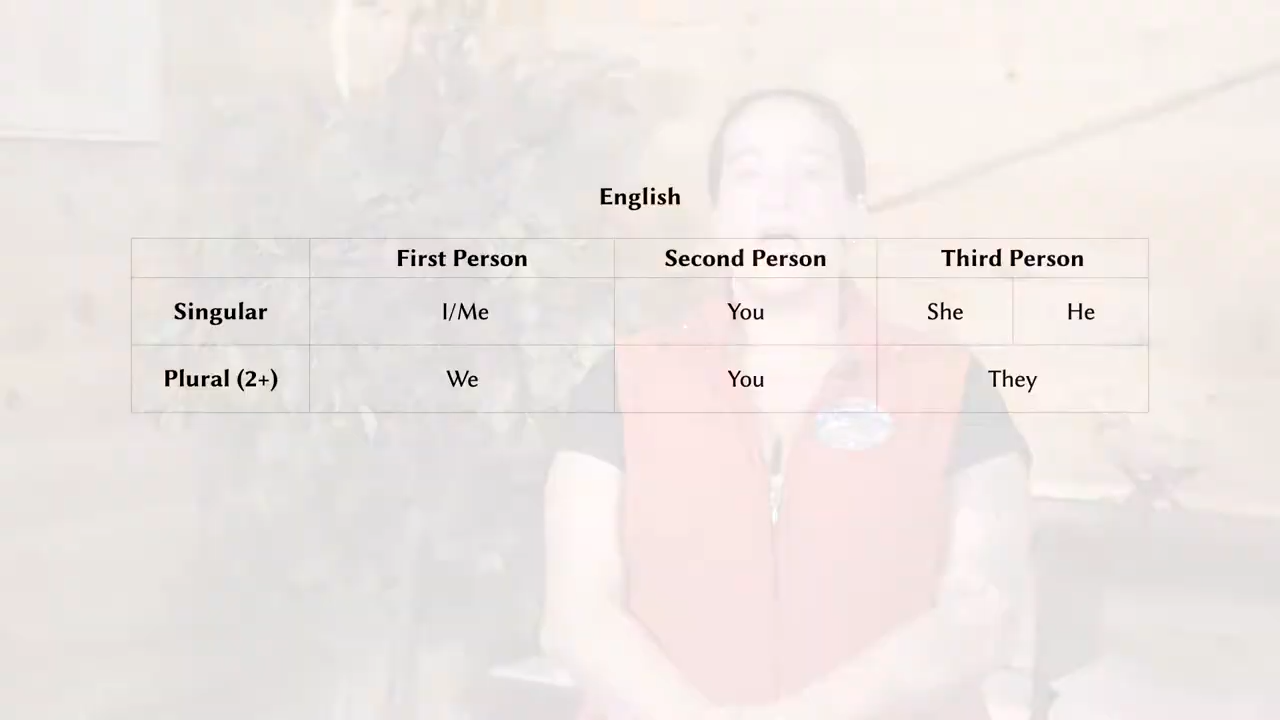 English
First Person Second Person Third Person
Singular I/Me You She He
Plural (2+) We You They